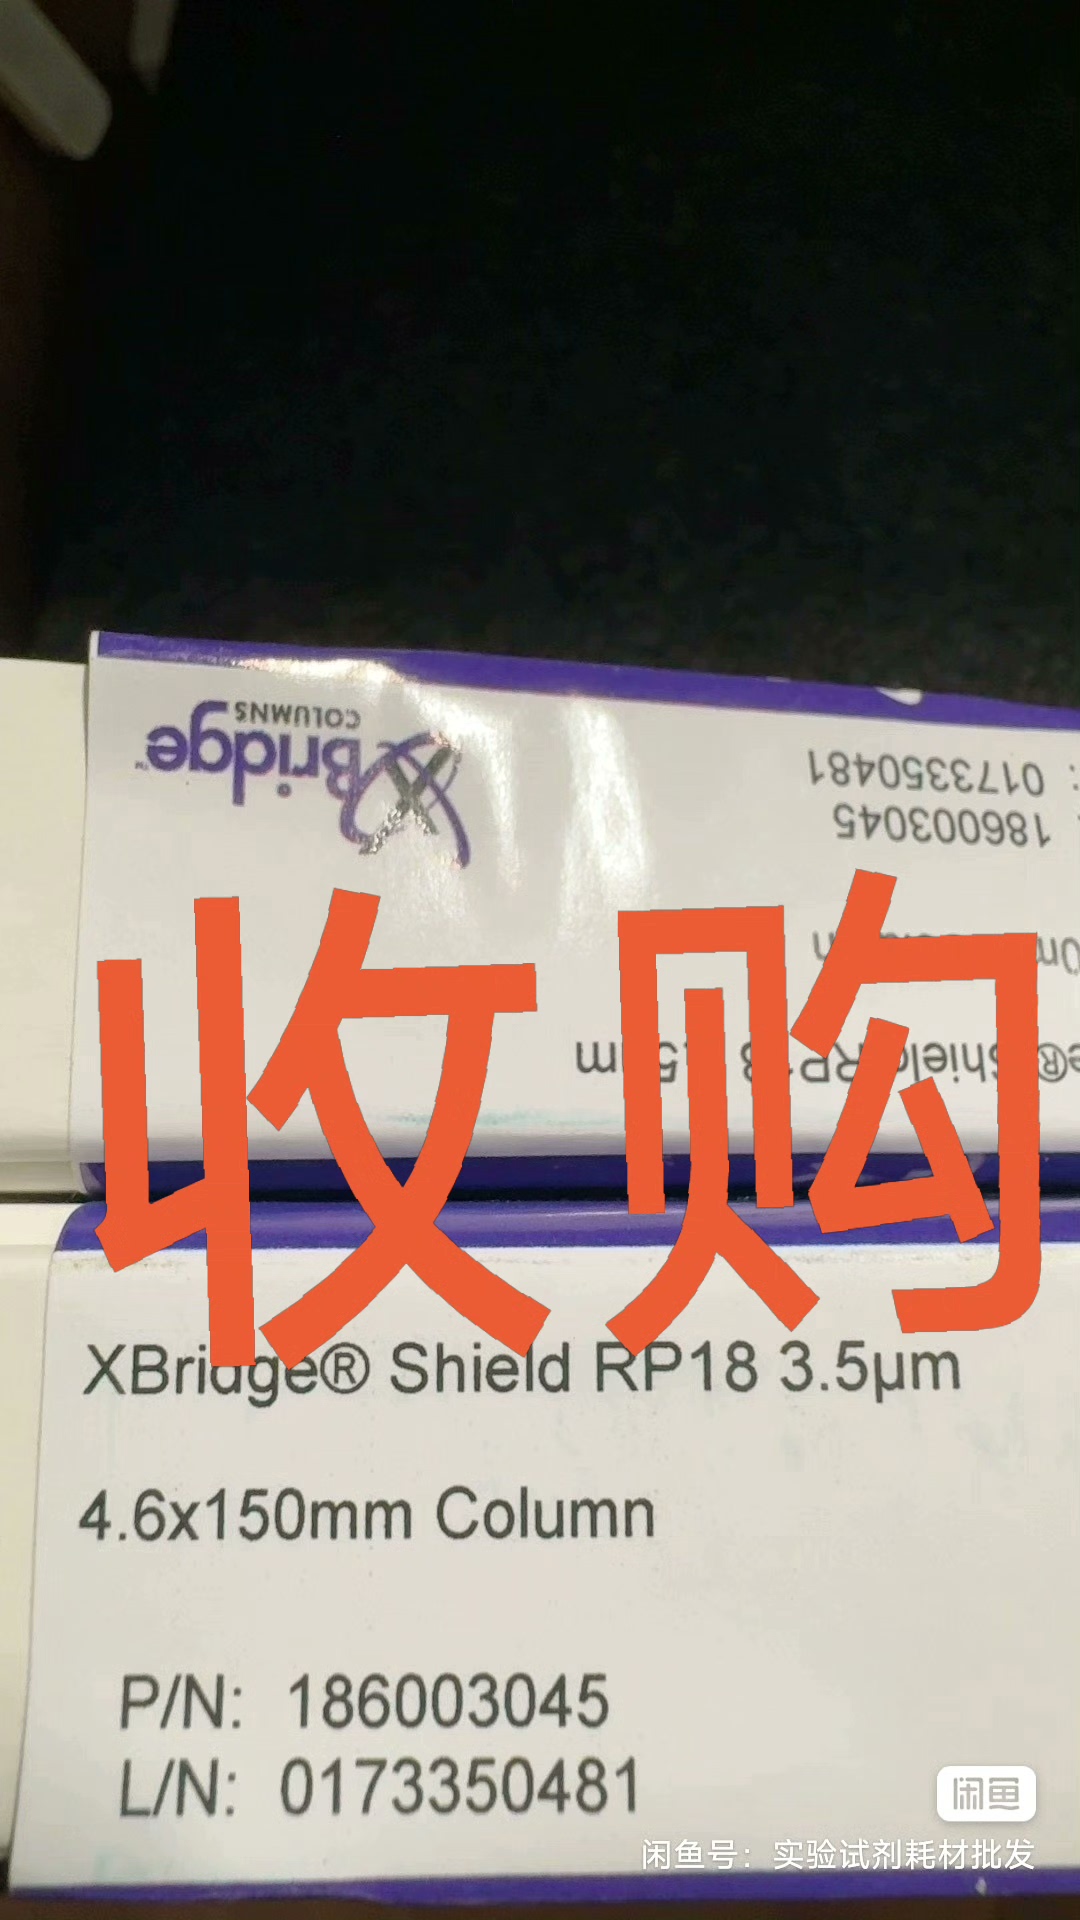 XBridge™
COLUMNS
: 0173350481
186003045
收购
XBridge® Shield RP18 3.5µm
4.6x150mm Column
P/N: 186003045
L/N: 0173350481
闲鱼
闲鱼号：实验试剂耗材批发